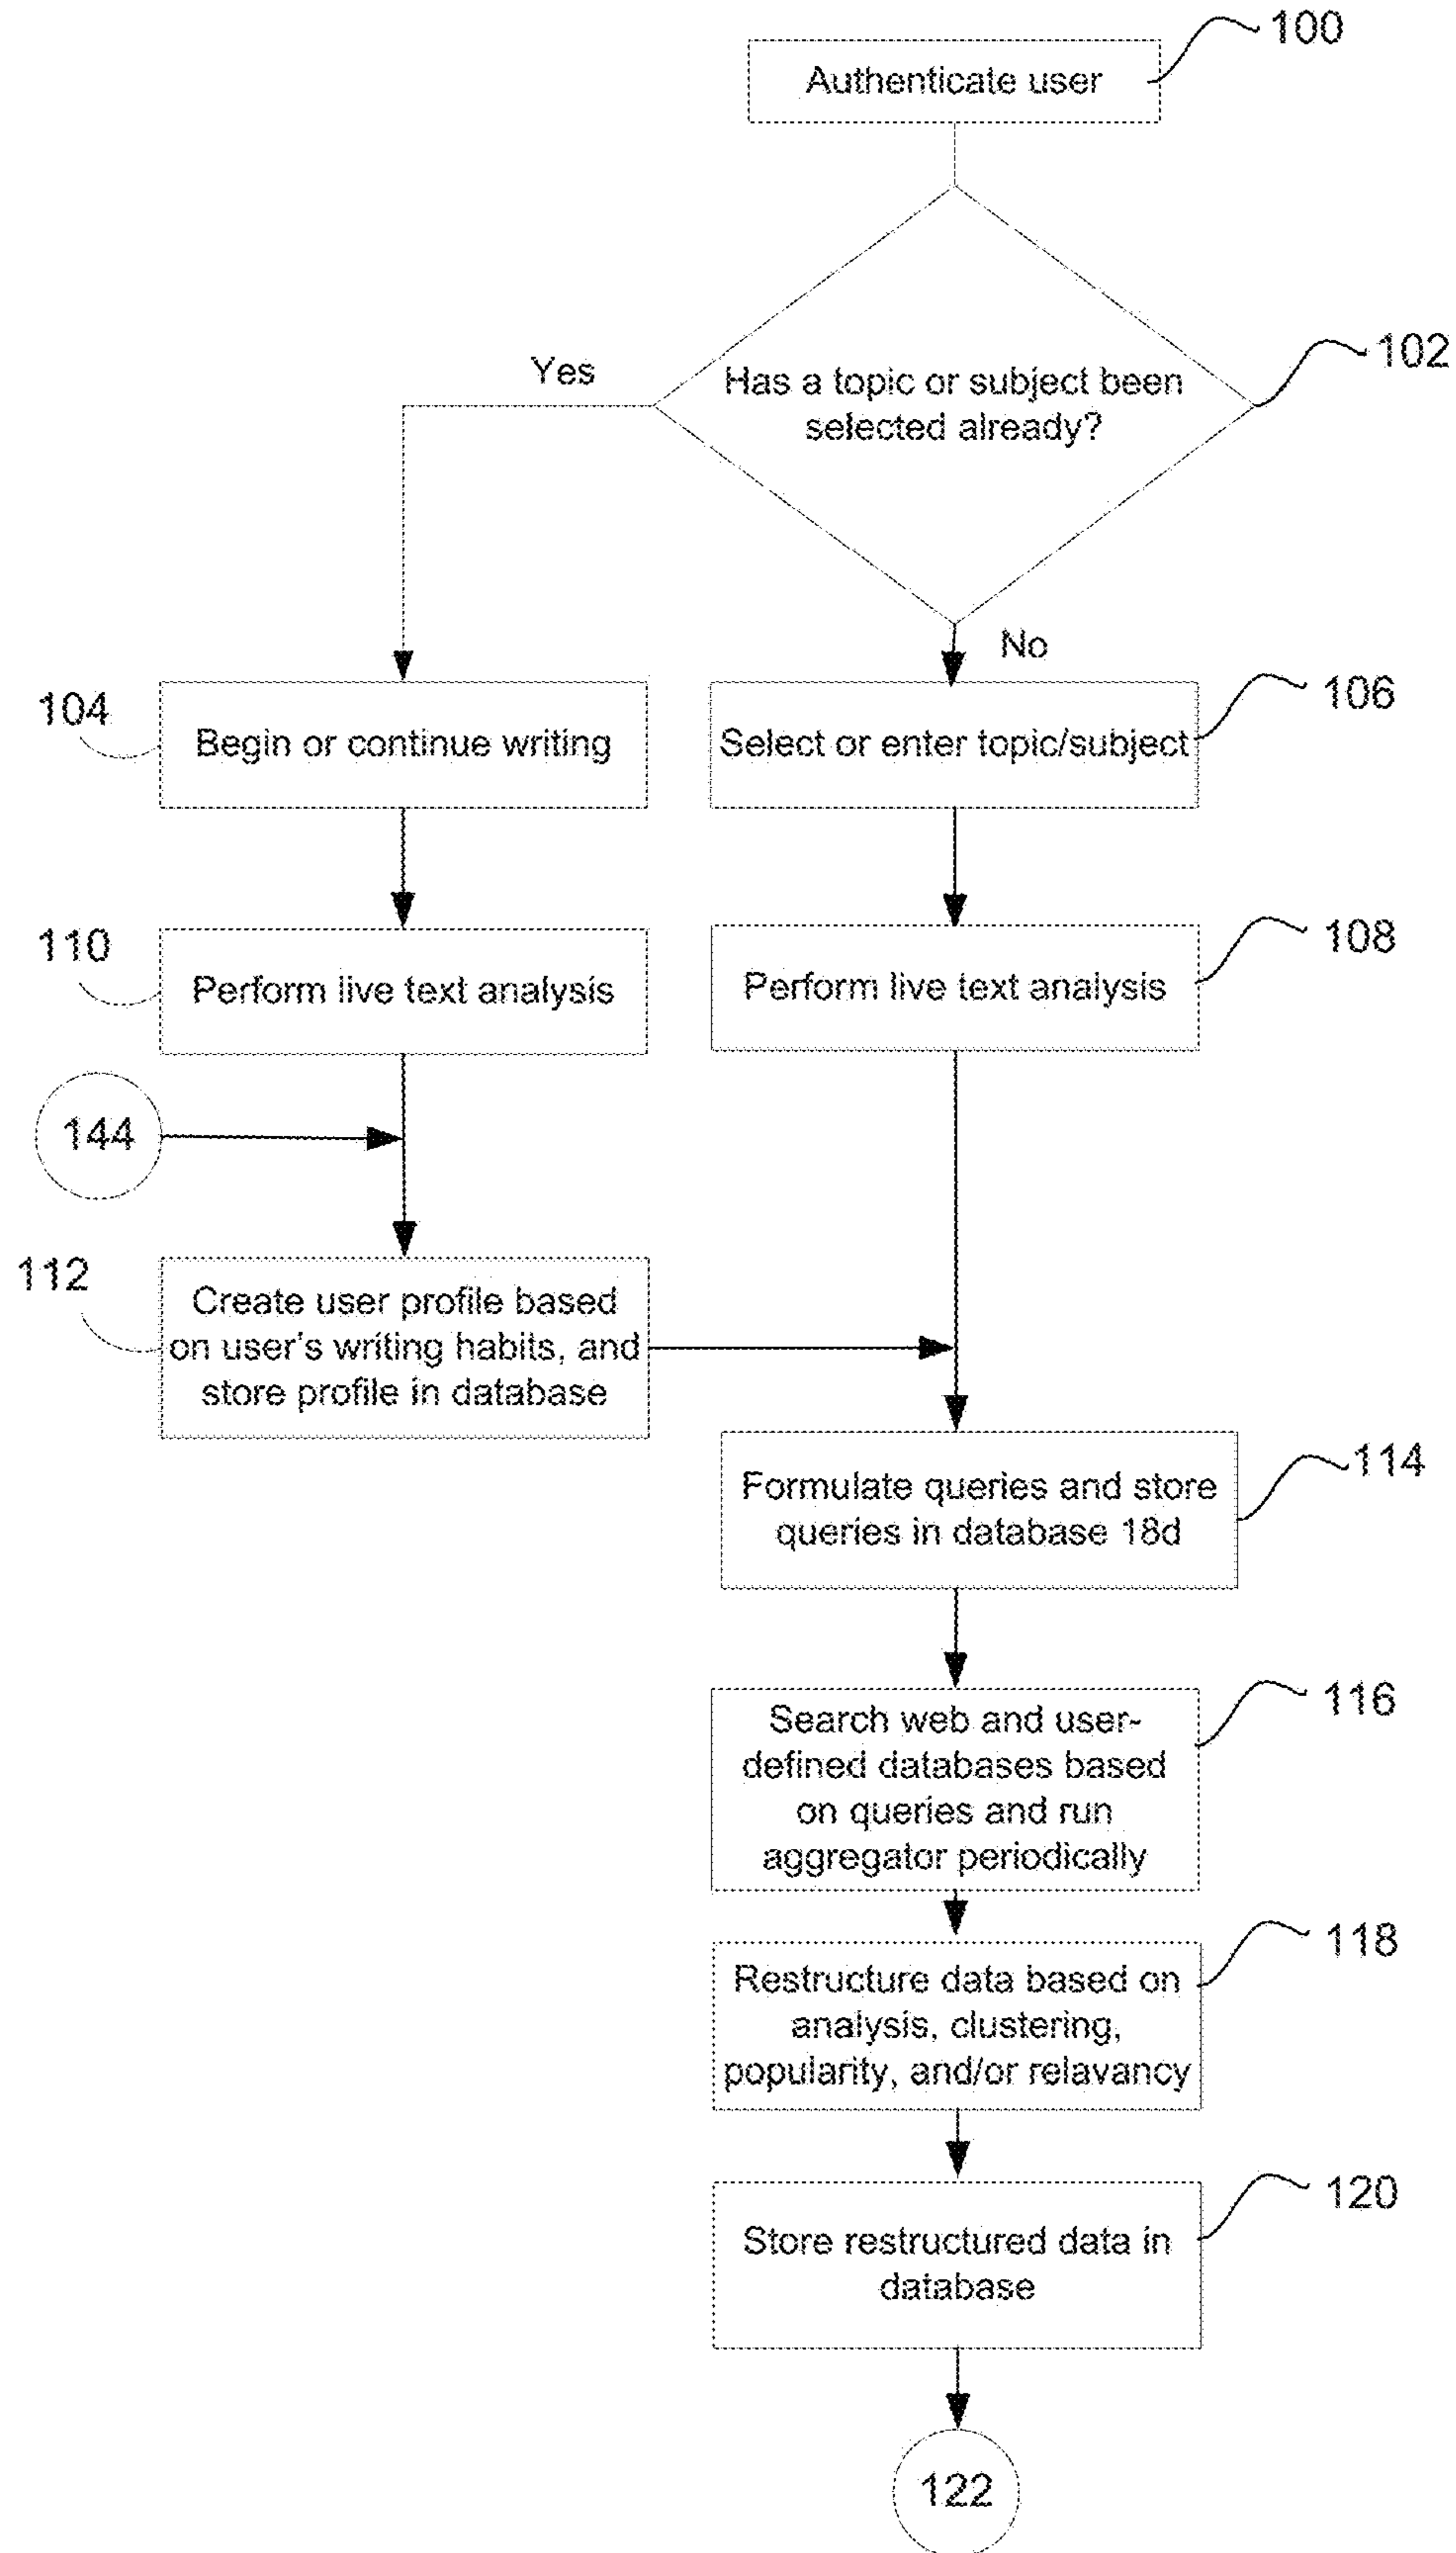 100
Authenticate user
102
Has a topic or subject been
selected already?
Yes
No
104
Begin or continue writing
106
Select or enter topic/subject
110
Perform live text analysis
108
Perform live text analysis
144
112
Create user profile based
on user's writing habits, and
store profile in database
114
Formulate queries and store
queries in database 18d
116
Search web and user-
defined databases based
on queries and run
aggregator periodically
118
Restructure data based on
analysis, clustering,
popularity, and/or relavancy
120
Store restructured data in
database
122